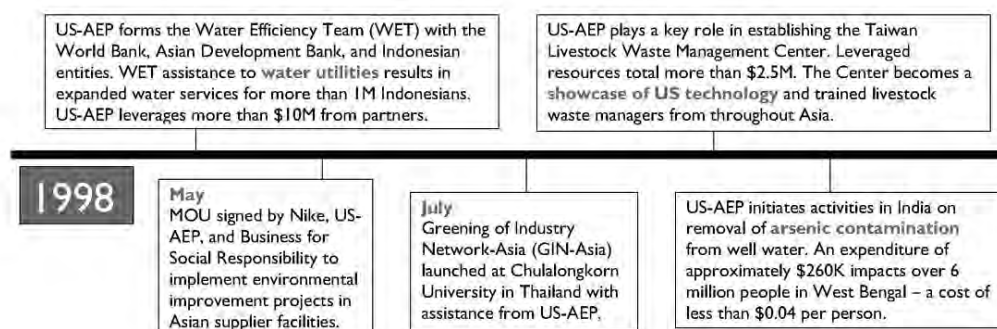 US-AEP forms the Water Efficiency Team (WET) with the
World Bank, Asian Development Bank, and Indonesian
entities. WET assistance to water utilities results in
expanded water services for more than 1M Indonesians.
US-AEP leverages more than $10M from partners.
US-AEP plays a key role in establishing the Taiwan
Livestock Waste Management Center. Leveraged
resources total more than $2.5M. The Center becomes a
showcase of US technology and trained livestock
waste managers from throughout Asia.
1998
May
MOU signed by Nike, US-
AEP, and Business for
Social Responsibility to
implement environmental
improvement projects in
Asian supplier facilities.
July
Greening of Industry
Network-Asia (GIN-Asia)
launched at Chulalongkorn
University in Thailand with
assistance from US-AEP.
US-AEP initiates activities in India on
removal of arsenic contamination
from well water. An expenditure of
approximately $260K impacts over 6
million people in West Bengal – a cost of
less than $0.04 per person.